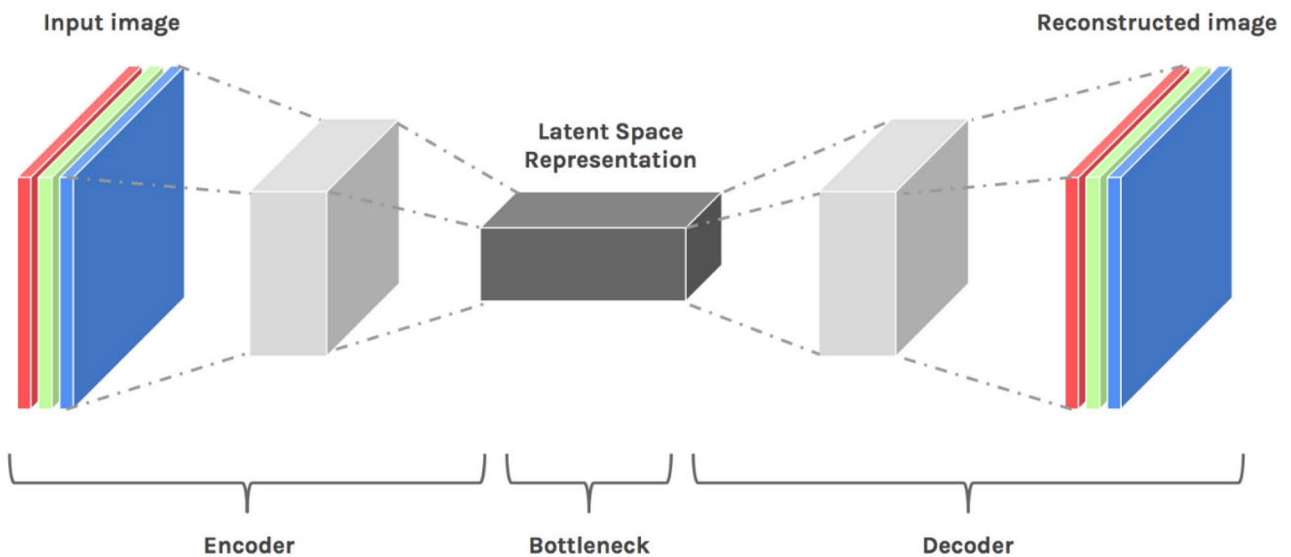 Input image
Reconstructed image
Latent Space
Representation
Encoder
Bottleneck
Decoder